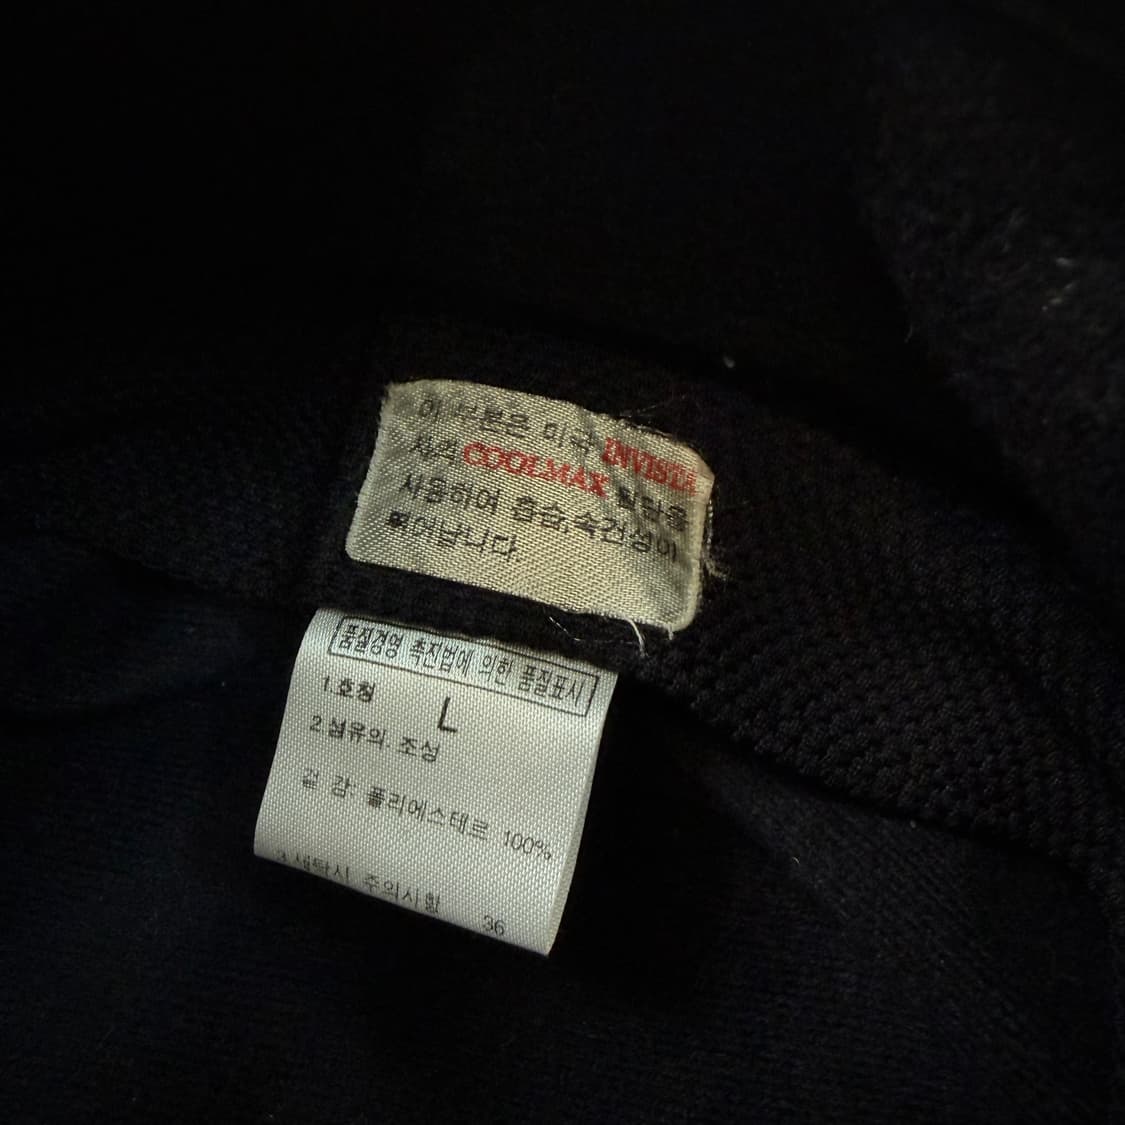 이 부분은 미국 INVISTA
사의 COOLMAX 원단을
사용하여 흡습,속건성이
뛰어납니다
품질경영 촉진법에 의한 품질표시
1 호칭 L
2 섬유의 조성
겉 감: 폴리에스테르 100%
3 세탁시 주의사항 36